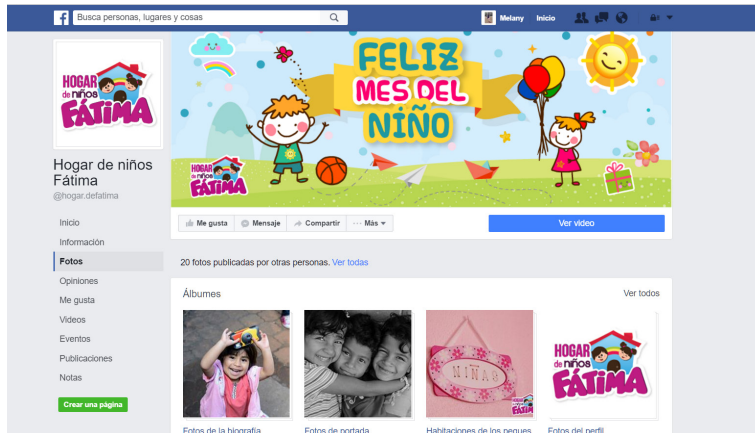 Busca personas, lugares y cosas
Melany
Inicio
HOGAR
de niños
FÁTIMA
FELIZ
MES DEL
NIÑO
HOGAR
de niños
FÁTIMA
Hogar de niños
Fátima
@hogar.defatima
Inicio
Información
Fotos
Opiniones
Me gusta
Videos
Eventos
Publicaciones
Notas
Crear una página
Me gusta
Mensaje
Compartir
Más
Ver video
20 fotos publicadas por otras personas. Ver todas
Álbumes
Ver todos
NIÑAS
HOGAR
de niños
FÁTIMA
Fotos de la biografía
Fotos de portada
Habitaciones de los peques
Fotos del perfil